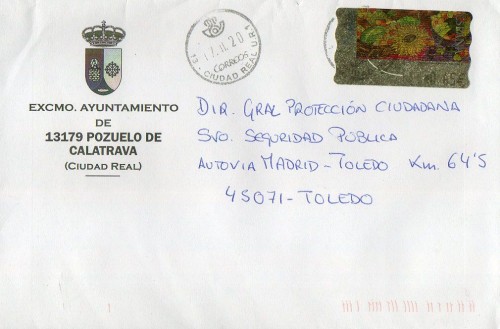 EXCMO. AYUNTAMIENTO
DE
13179 POZUELO DE
CALATRAVA
(CIUDAD REAL)
CORREOS
CIUDAD REAL
DIR. GRAL PROTECCIÓN CIUDADANA
SVO. SEGURIDAD PÚBLICA
AUTOVIA MADRID-TOLEDO Km. 64'5
45071-TOLEDO